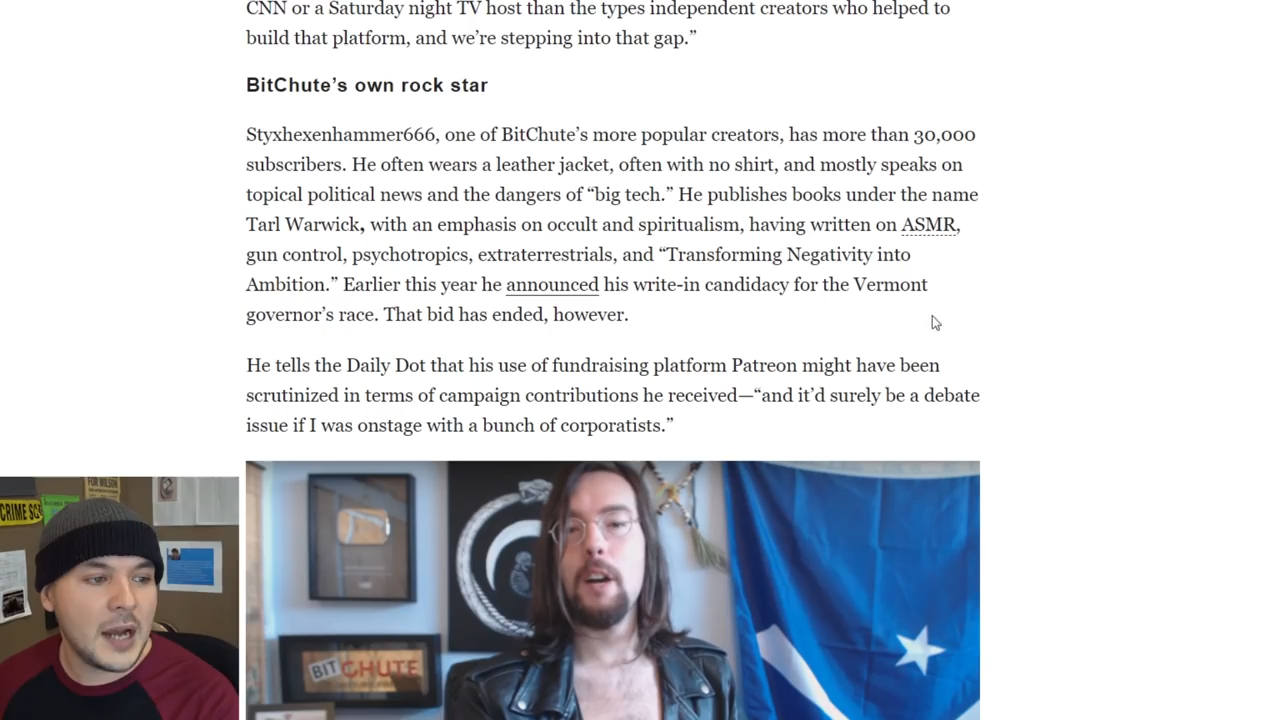 CNN or a Saturday night TV host than the types independent creators who helped to
build that platform, and we’re stepping into that gap.”
BitChute’s own rock star
Styxhexenhammer666, one of BitChute’s more popular creators, has more than 30,000
subscribers. He often wears a leather jacket, often with no shirt, and mostly speaks on
topical political news and the dangers of “big tech.” He publishes books under the name
Tarl Warwick, with an emphasis on occult and spiritualism, having written on ASMR,
gun control, psychotropics, extraterrestrials, and “Transforming Negativity into
Ambition.” Earlier this year he announced his write-in candidacy for the Vermont
governor’s race. That bid has ended, however.
He tells the Daily Dot that his use of fundraising platform Patreon might have been
scrutinized in terms of campaign contributions he received—“and it’d surely be a debate
issue if I was onstage with a bunch of corporatists.”
FOR WILSON
CRIME SC
BITCHUTE